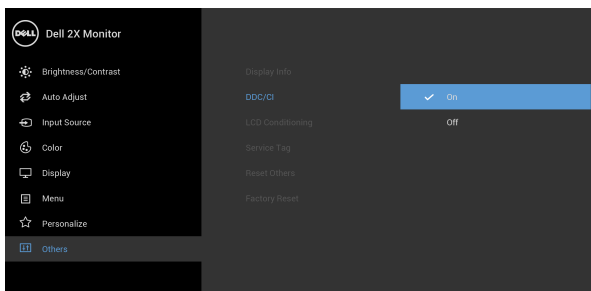 DELL
Dell 2X Monitor
Brightness/Contrast
Auto Adjust
Input Source
Color
Display
Menu
Personalize
Others
Display Info
DDC/CI
LCD Conditioning
Service Tag
Reset Others
Factory Reset
On
Off